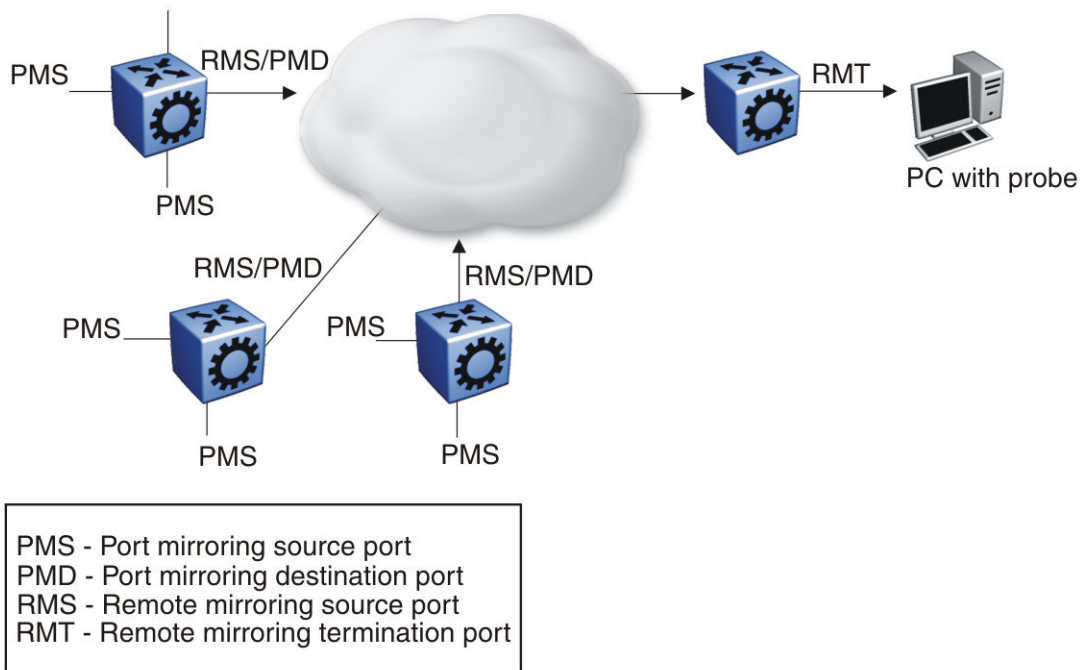 PMS
RMS/PMD
PMS
RMT
PC with probe
RMS/PMD
PMS
PMS
RMS/PMD
PMS
PMS
PMS - Port mirroring source port
PMD - Port mirroring destination port
RMS - Remote mirroring source port
RMT - Remote mirroring termination port